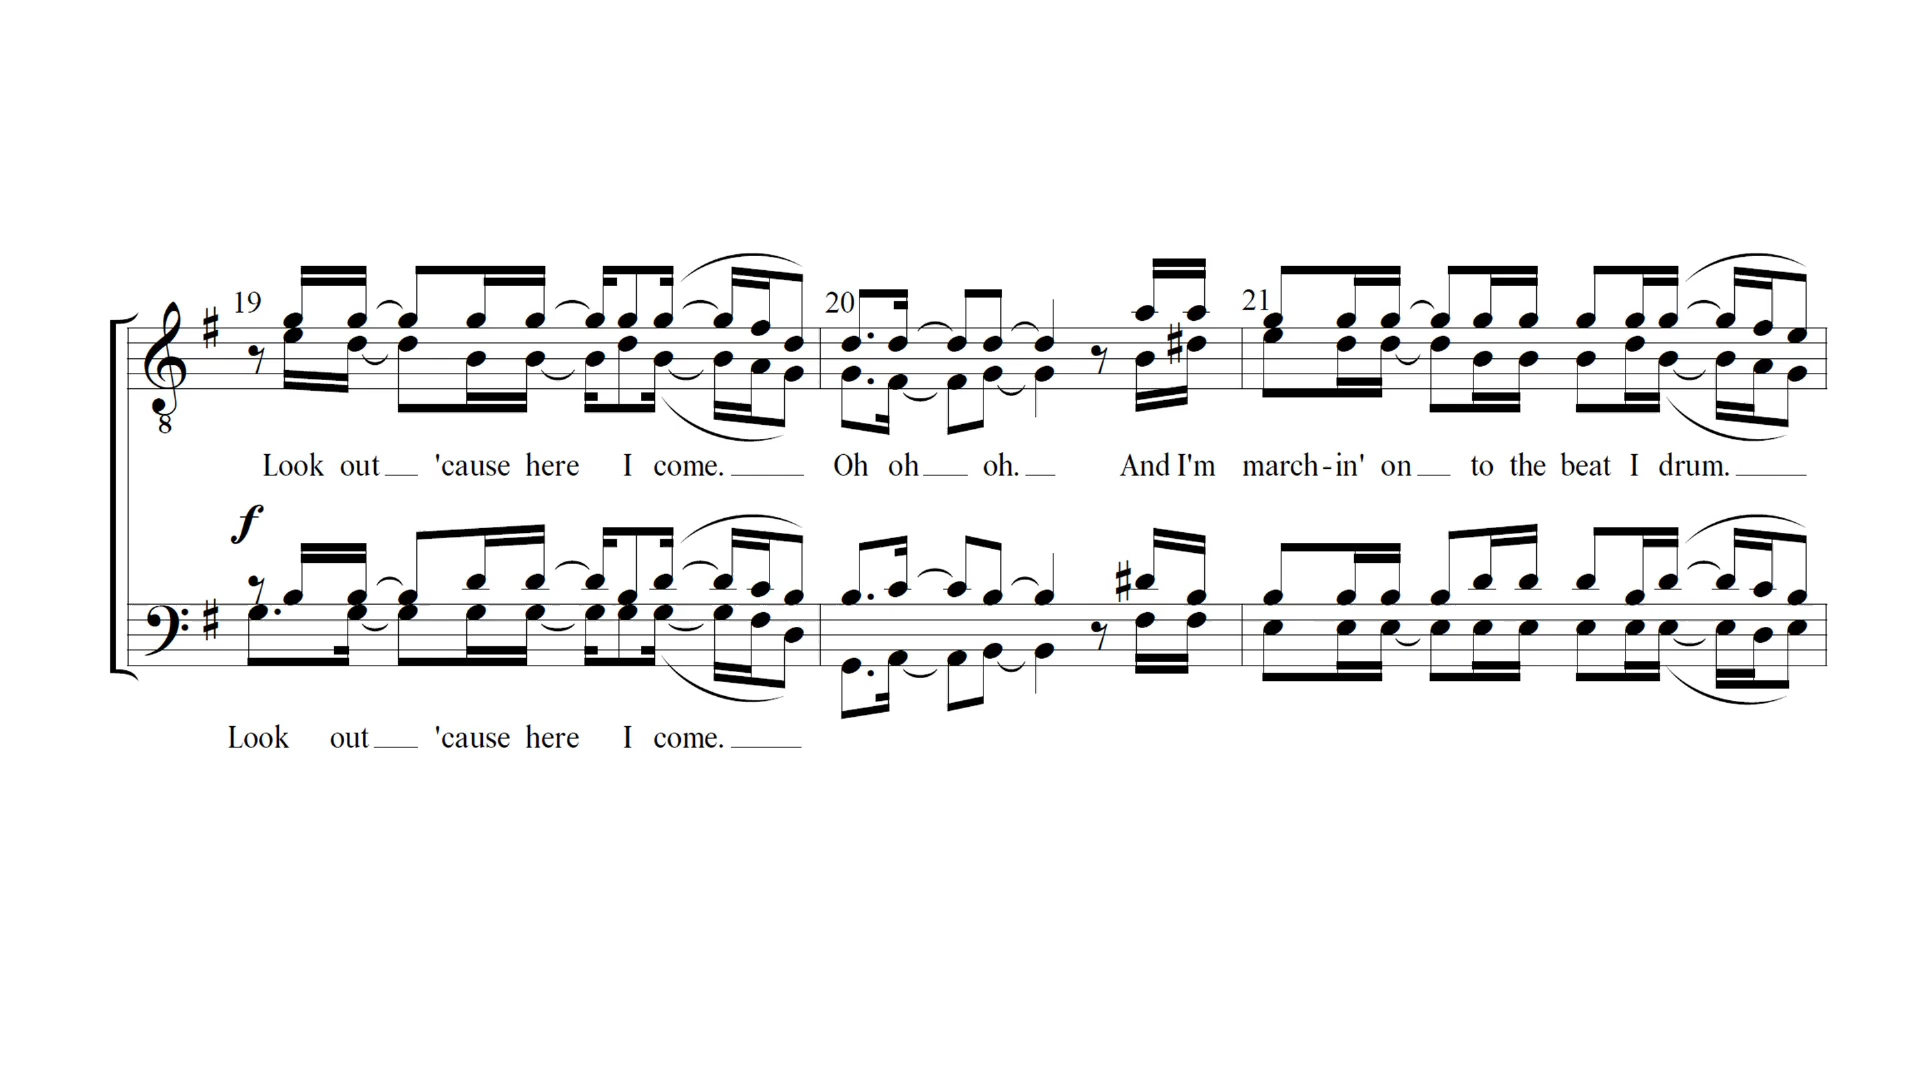 19 20 21
8
Look out 'cause here I come. Oh oh oh. And I'm march-in' on to the beat I drum.
f
Look out 'cause here I come.